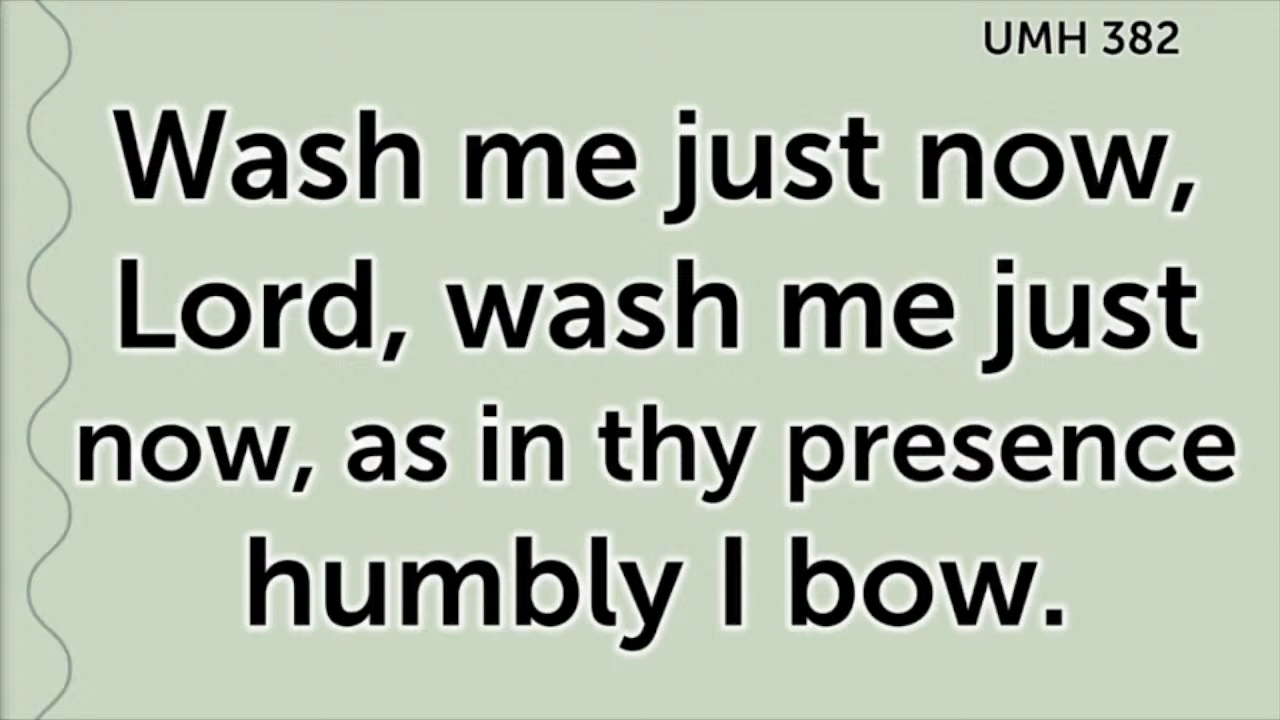 UMH 382
Wash me just now,
Lord, wash me just
now, as in thy presence
humbly I bow.